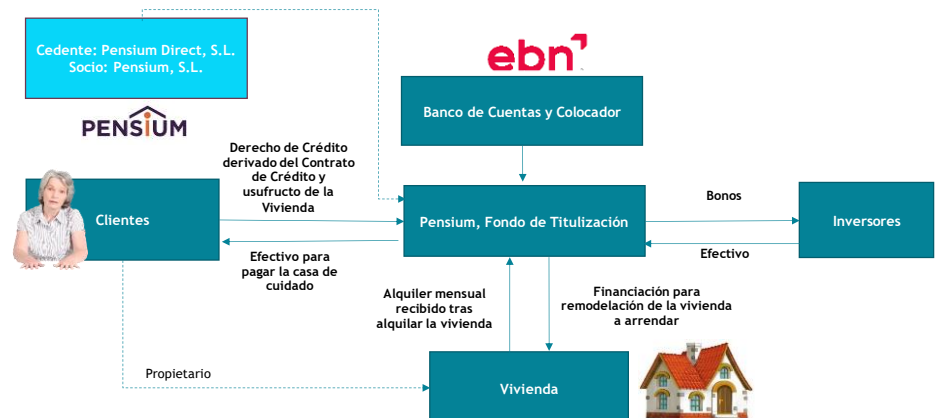 Cedente: Pensium Direct, S.L.
Socio: Pensium, S.L.
PENSIUM
ebn
Banco de Cuentas y Colocador
Derecho de Crédito
derivado del Contrato
de Crédito y
usufructo de la
Vivienda
Clientes
Pensium, Fondo de Titulización
Bonos
Inversores
Efectivo
Efectivo para
pagar la casa de
cuidado
Alquiler mensual
recibido tras
alquilar la vivienda
Financiación para
remodelación de la vivienda
a arrendar
Propietario
Vivienda